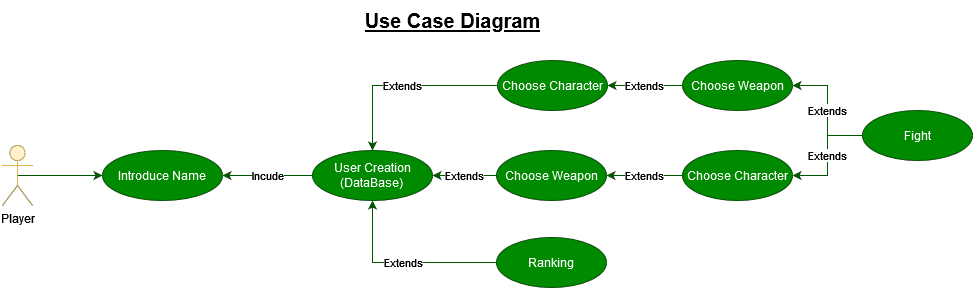 Use Case Diagram
Choose Character
Choose Weapon
Extends
Extends
Extends
Fight
Extends
Introduce Name
Incude
User Creation
(DataBase)
Extends
Choose Weapon
Extends
Choose Character
Player
Extends
Ranking